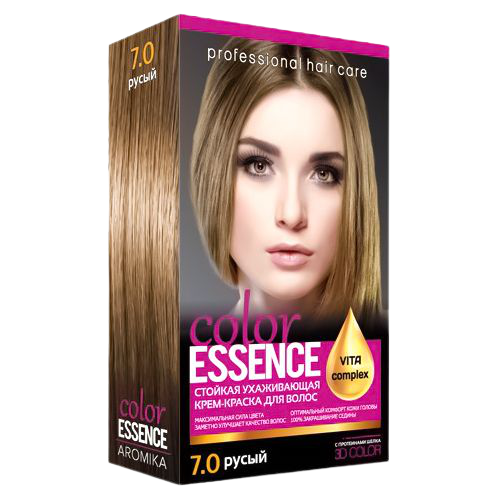 7.0
русый
color
ESSENCE
AROMIKA
professional hair care
color
ESSENCE
СТОЙКАЯ УХАЖИВАЮЩАЯ
КРЕМ-КРАСКА ДЛЯ ВОЛОС
МАКСИМАЛЬНАЯ СИЛА ЦВЕТА
ЗАМЕТНО УЛУЧШАЕТ КАЧЕСТВО ВОЛОС
ОПТИМАЛЬНЫЙ КОМФОРТ КОЖИ ГОЛОВЫ
100% ЗАКРАШИВАНИЕ СЕДИНЫ
VITA
complex
7.0 русый
С ПРОТЕИНАМИ ШЕЛКА
3D COLOR